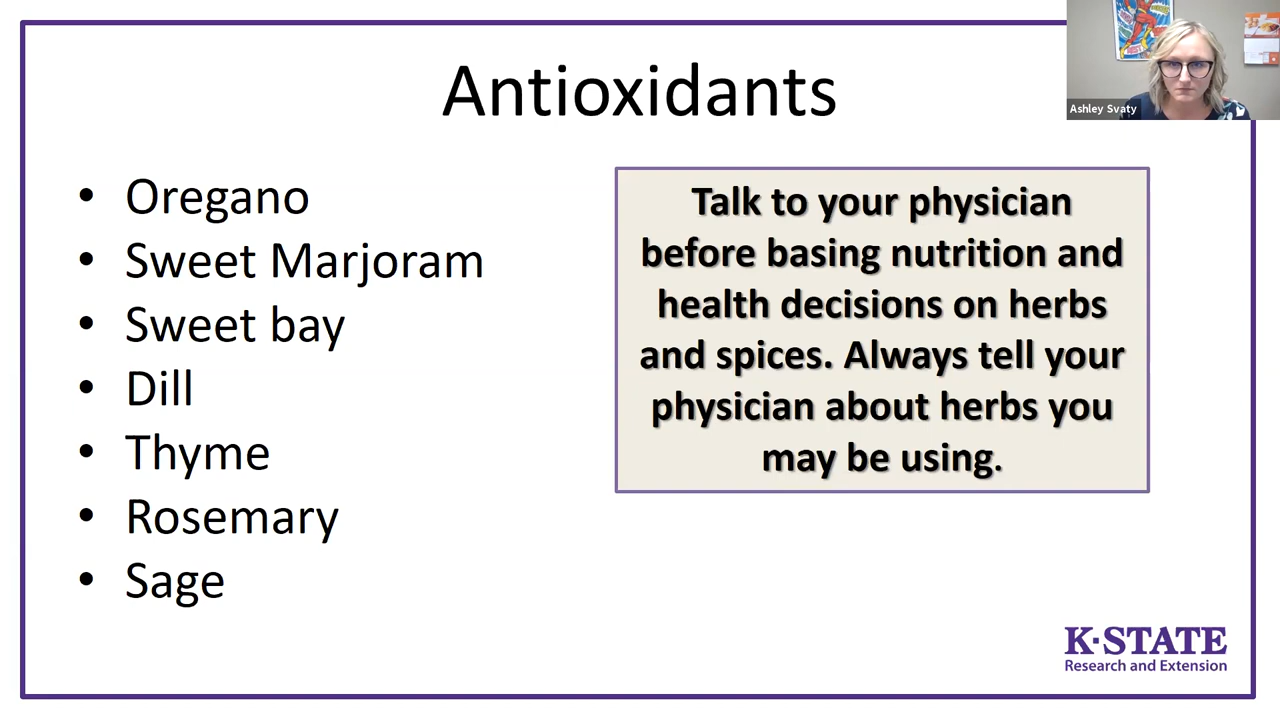 Antioxidants
Ashley Svaty
• Oregano
• Sweet Marjoram
• Sweet bay
• Dill
• Thyme
• Rosemary
• Sage
Talk to your physician
before basing nutrition and
health decisions on herbs
and spices. Always tell your
physician about herbs you
may be using.
K·STATE
Research and Extension